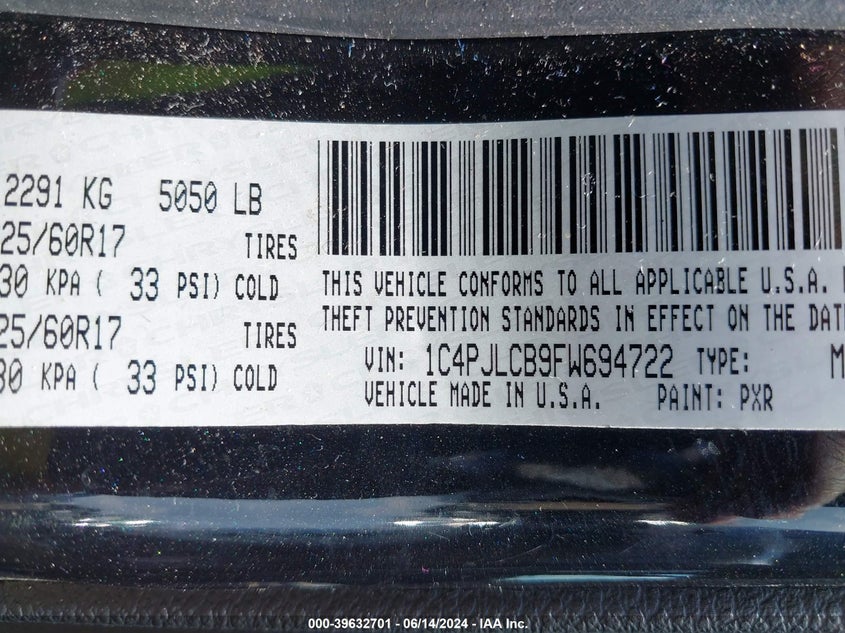 2291 KG 5050 LB
25/60R17 TIRES
30 KPA ( 33 PSI) COLD
25/60R17 TIRES
30 KPA ( 33 PSI) COLD
THIS VEHICLE CONFORMS TO ALL APPLICABLE U.S.A.
THEFT PREVENTION STANDARDS IN EFFECT ON THE DAT
VIN: 1C4PJLCB9FW694722 TYPE: M
VEHICLE MADE IN U.S.A. PAINT: PXR
000-39632701 - 06/14/2024 - IAA Inc.